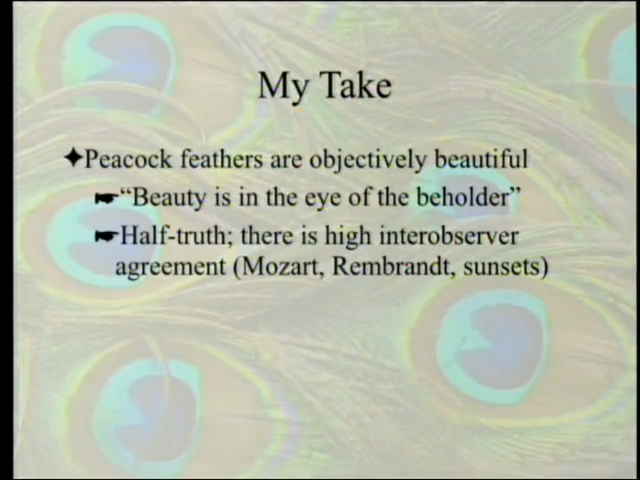 My Take
Peacock feathers are objectively beautiful
“Beauty is in the eye of the beholder”
Half-truth; there is high interobserver
agreement (Mozart, Rembrandt, sunsets)